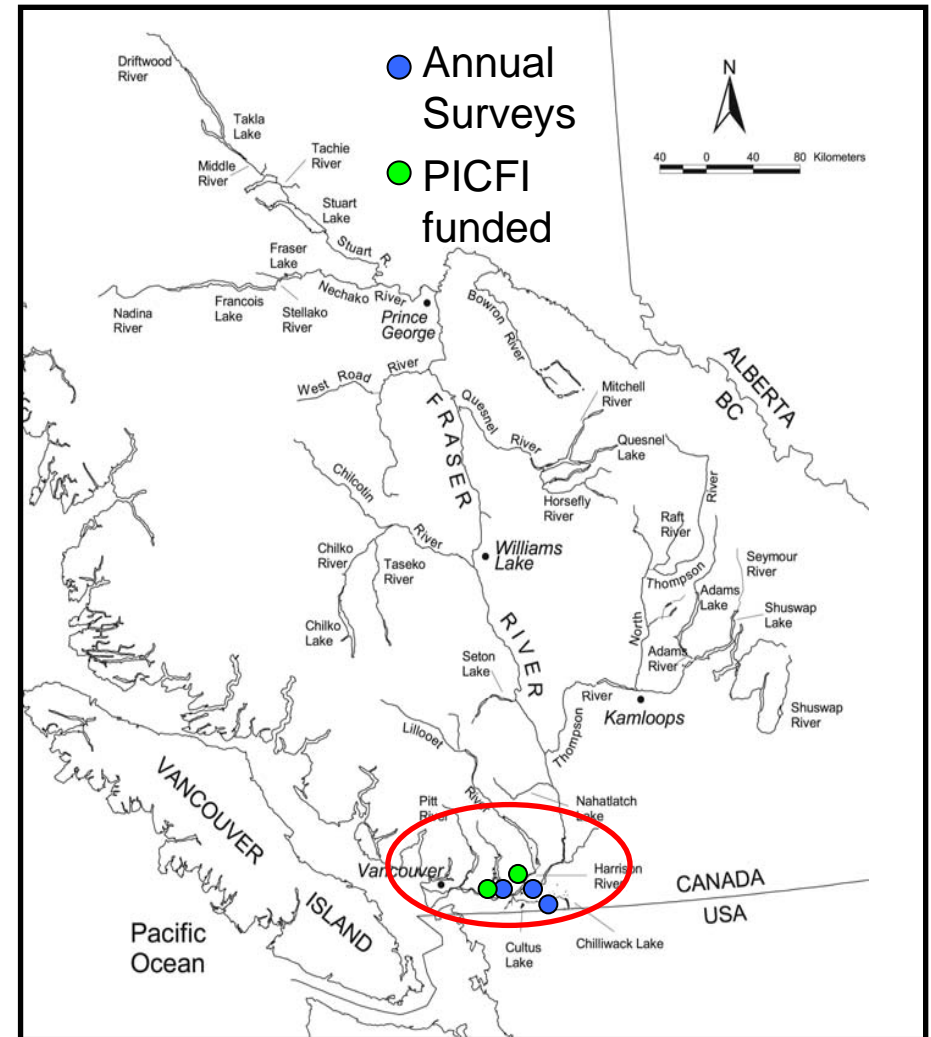 Annual
Surveys
PICFI
funded
N
40 0 40 80 Kilometers
Driftwood
River
Takla
Lake
Middle
River
Tachie
River
Stuart
Lake
Stuart R.
Fraser
Lake
Nechako River
Nadina
River
Francois
Lake
Stellako
River
Prince
George
Bowron
River
ALBERTA
BC
West Road River
FRASER
RIVER
Quesnel
River
Mitchell
River
Quesnel
Lake
Horsefly
River
Chilcotin
River
Williams
Lake
Chilko
River
Taseko
River
Chilko
Lake
Raft
River
North
Thompson
River
Adams
Lake
Seymour
River
Shuswap
Lake
Adams
River
Shuswap
River
Kamloops
Thompson
River
Seton
Lake
Lillooet
River
Nahatlatch
Lake
Pitt
River
VANCOUVER
ISLAND
Vancouver
Harrison
River
CANADA
USA
Cultus
Lake
Chilliwack Lake
Pacific
Ocean